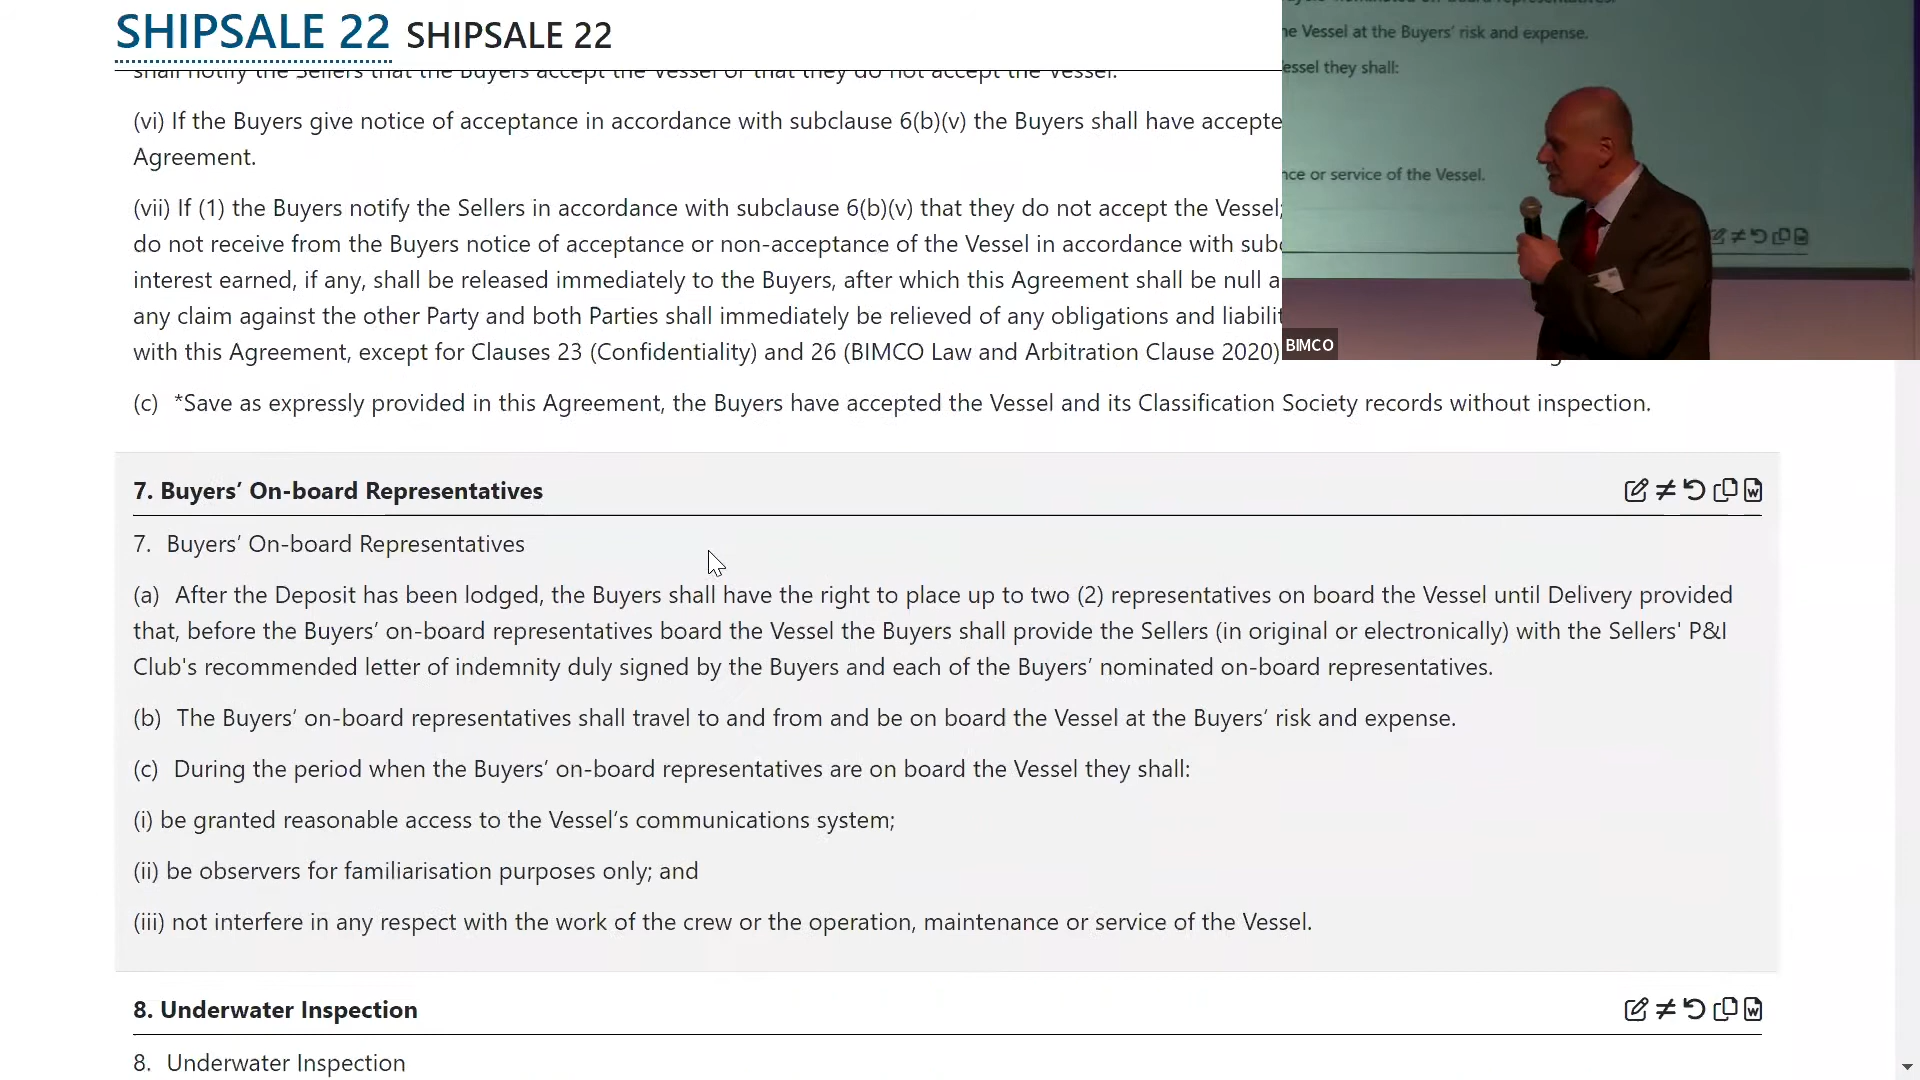 SHIPSALE 22 SHIPSALE 22
shall notify the Sellers that the Buyers accept the Vessel or that they do not accept the Vessel.
(vi) If the Buyers give notice of acceptance in accordance with subclause 6(b)(v) the Buyers shall have accepte
Agreement.
(vii) If (1) the Buyers notify the Sellers in accordance with subclause 6(b)(v) that they do not accept the Vessel;
do not receive from the Buyers notice of acceptance or non-acceptance of the Vessel in accordance with subc
interest earned, if any, shall be released immediately to the Buyers, after which this Agreement shall be null a
any claim against the other Party and both Parties shall immediately be relieved of any obligations and liabilit
with this Agreement, except for Clauses 23 (Confidentiality) and 26 (BIMCO Law and Arbitration Clause 2020)
(c) *Save as expressly provided in this Agreement, the Buyers have accepted the Vessel and its Classification Society records without inspection.
7. Buyers’ On-board Representatives
7. Buyers’ On-board Representatives
(a) After the Deposit has been lodged, the Buyers shall have the right to place up to two (2) representatives on board the Vessel until Delivery provided
that, before the Buyers’ on-board representatives board the Vessel the Buyers shall provide the Sellers (in original or electronically) with the Sellers' P&I
Club's recommended letter of indemnity duly signed by the Buyers and each of the Buyers’ nominated on-board representatives.
(b) The Buyers’ on-board representatives shall travel to and from and be on board the Vessel at the Buyers’ risk and expense.
(c) During the period when the Buyers’ on-board representatives are on board the Vessel they shall:
(i) be granted reasonable access to the Vessel’s communications system;
(ii) be observers for familiarisation purposes only; and
(iii) not interfere in any respect with the work of the crew or the operation, maintenance or service of the Vessel.
8. Underwater Inspection
8. Underwater Inspection
he Vessel at the Buyers’ risk and expense.
essel they shall:
nce or service of the Vessel.
BIMCO